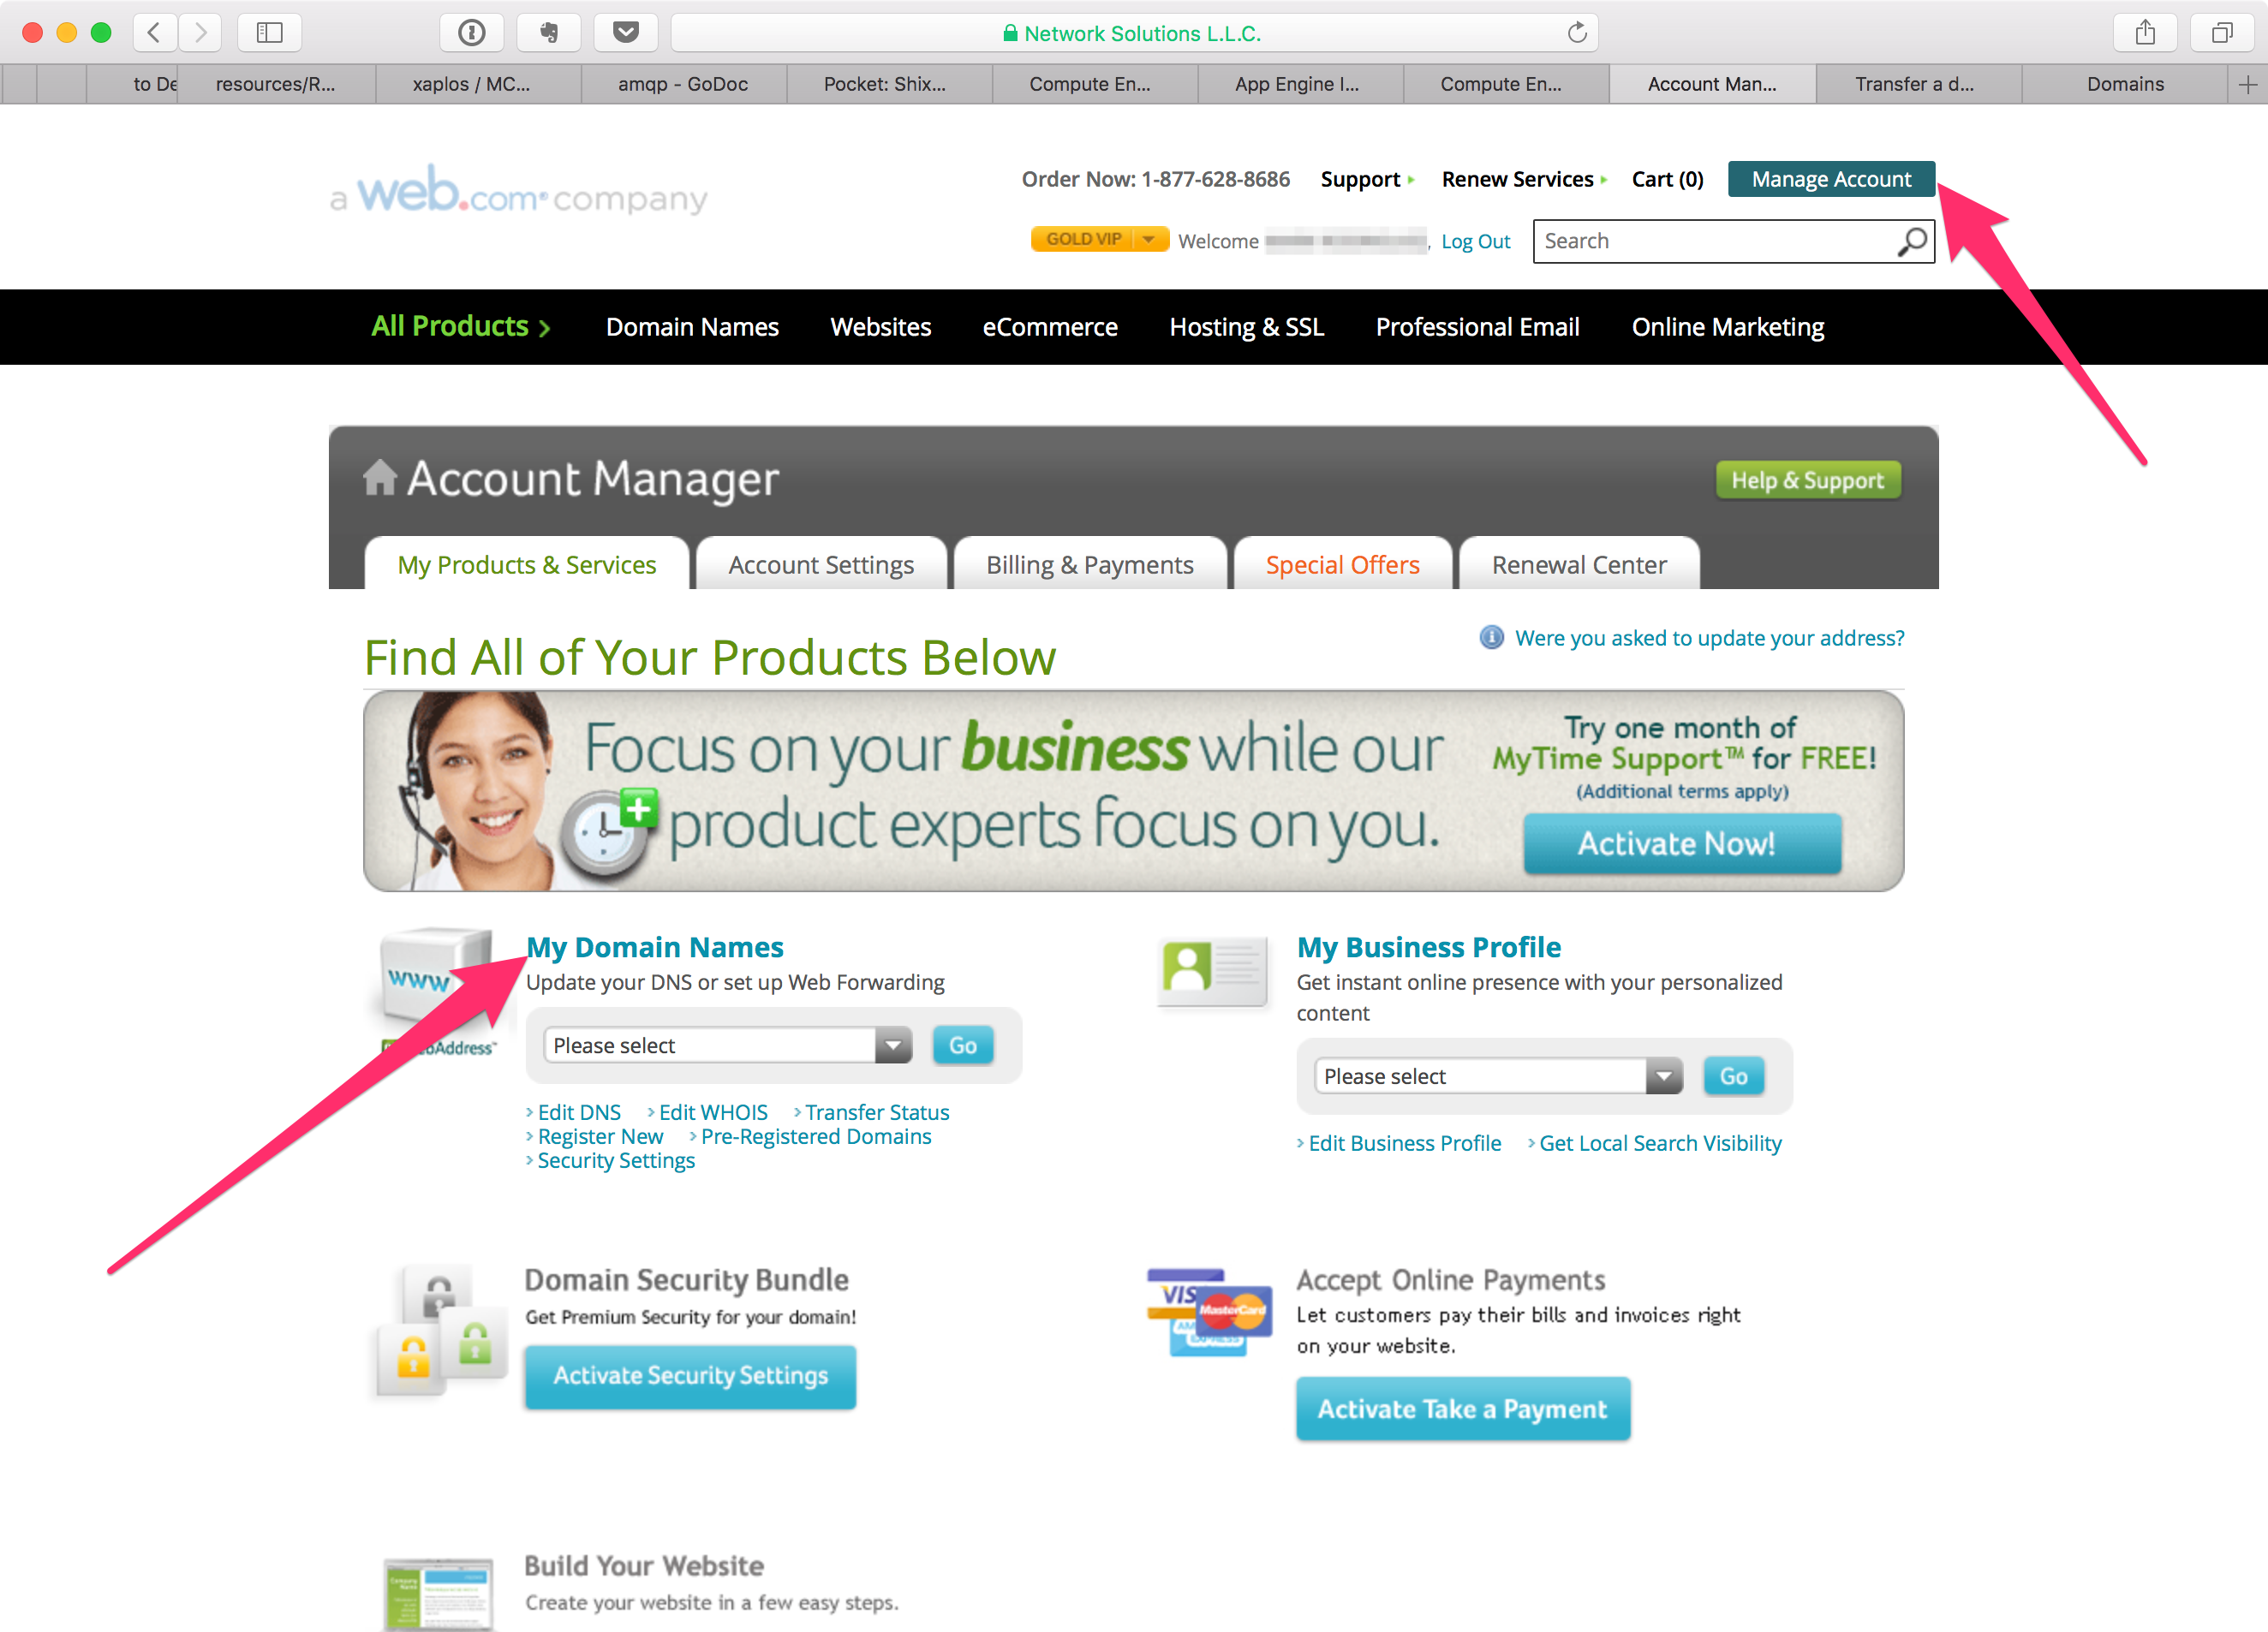 Network Solutions L.L.C.
to De
resources/R...
xaplos / MC...
amqp - GoDoc
Pocket: Shix...
Compute En...
App Engine I...
Compute En...
Account Man...
Transfer a d...
Domains
a web.com® company
Order Now: 1-877-628-8686 Support Renew Services Cart (0) Manage Account
GOLD VIP Welcome , Log Out Search
All Products Domain Names Websites eCommerce Hosting & SSL Professional Email Online Marketing
Account Manager
Help & Support
My Products & Services Account Settings Billing & Payments Special Offers Renewal Center
Find All of Your Products Below
Were you asked to update your address?
Focus on your business while our
product experts focus on you.
Try one month of
MyTime Support™ for FREE!
(Additional terms apply)
Activate Now!
www
My Domain Names
Update your DNS or set up Web Forwarding
Please select Go
Edit DNS Edit WHOIS Transfer Status
Register New Pre-Registered Domains
Security Settings
My Business Profile
Get instant online presence with your personalized
content
Please select Go
Edit Business Profile Get Local Search Visibility
Domain Security Bundle
Get Premium Security for your domain!
Activate Security Settings
VISA
MasterCard
AM
EXPRESS
Accept Online Payments
Let customers pay their bills and invoices right
on your website.
Activate Take a Payment
Build Your Website
Create your website in a few easy steps.
Company
Name